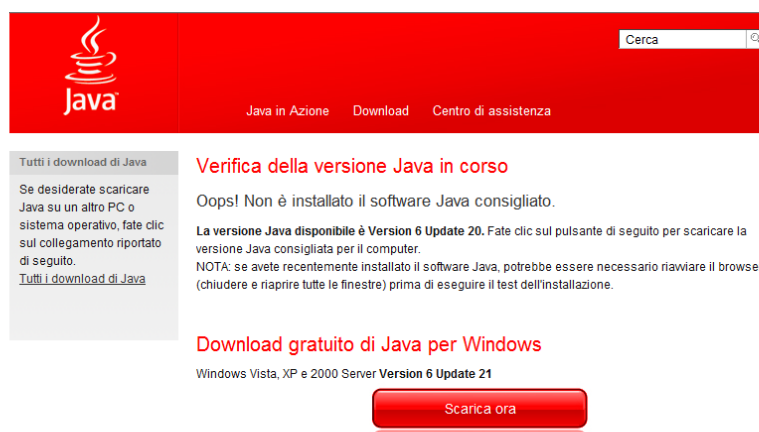 Java
Cerca
Java in Azione Download Centro di assistenza
Tutti i download di Java
Se desiderate scaricare
Java su un altro PC o
sistema operativo, fate clic
sul collegamento riportato
di seguito.
Tutti i download di Java
Verifica della versione Java in corso
Oops! Non è installato il software Java consigliato.
La versione Java disponibile è Version 6 Update 20. Fate clic sul pulsante di seguito per scaricare la
versione Java consigliata per il computer.
NOTA: se avete recentemente installato il software Java, potrebbe essere necessario riavviare il browse
(chiudere e riaprire tutte le finestre) prima di eseguire il test dell'installazione.
Download gratuito di Java per Windows
Windows Vista, XP e 2000 Server Version 6 Update 21
Scarica ora